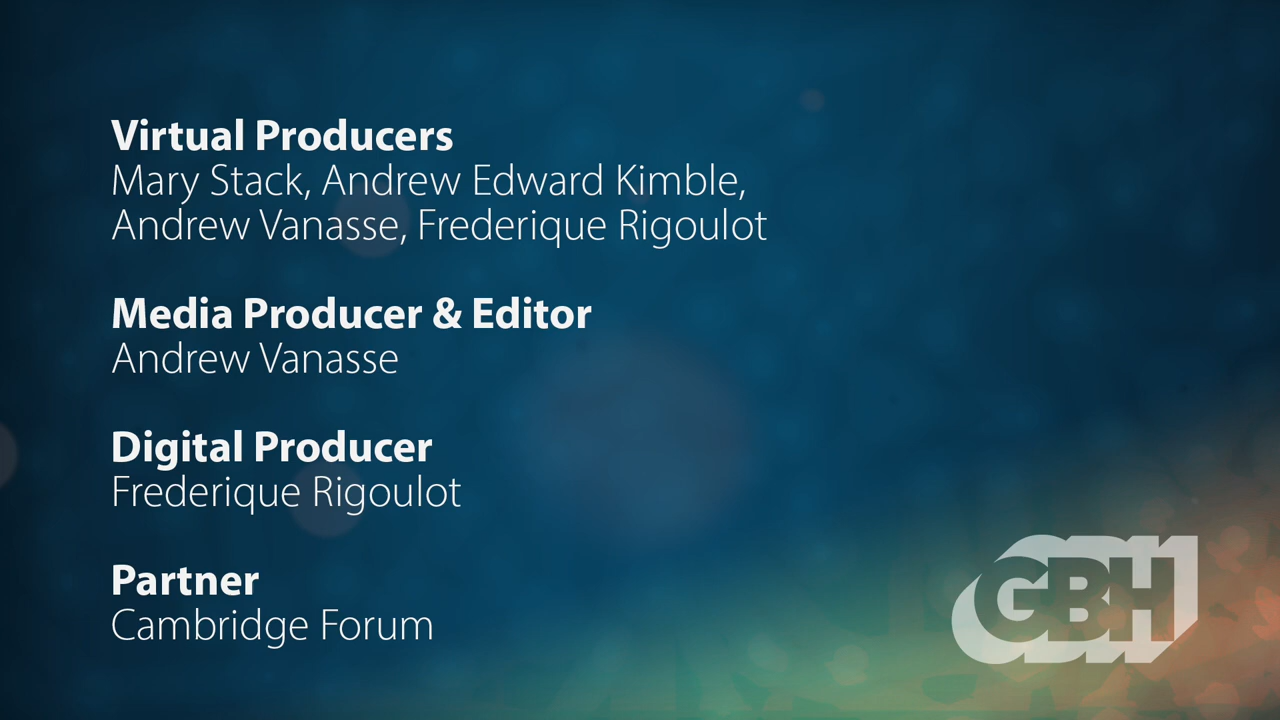 Virtual Producers
Mary Stack, Andrew Edward Kimble,
Andrew Vanasse, Frederique Rigoulot
Media Producer & Editor
Andrew Vanasse
Digital Producer
Frederique Rigoulot
Partner
Cambridge Forum
GBH